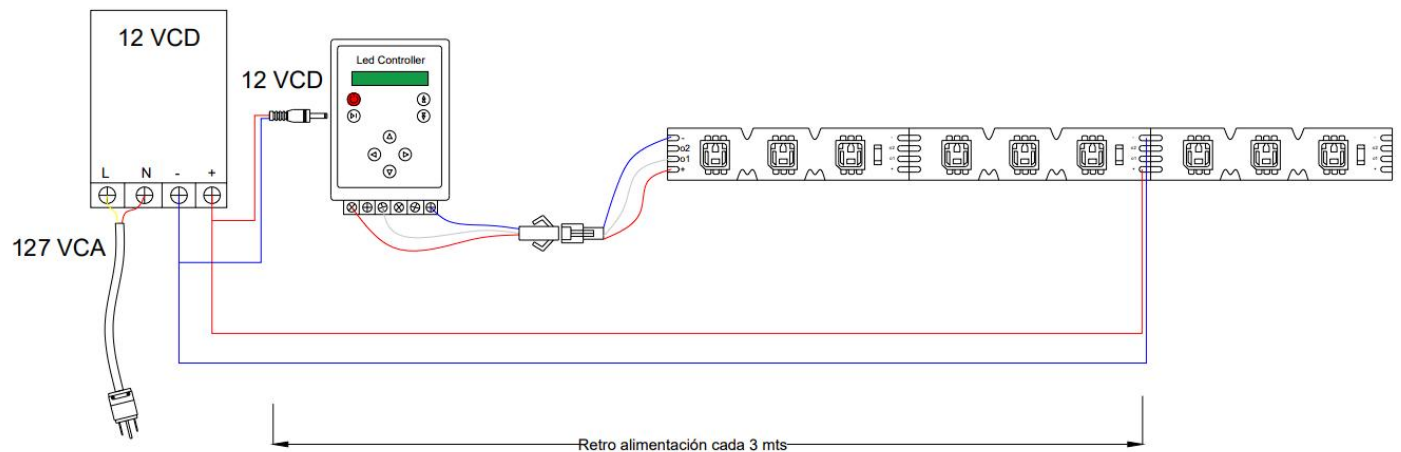 12 VCD
Led Controller
12 VCD
L N - +
127 VCA
-
o2
o1
+
Retro alimentación cada 3 mts